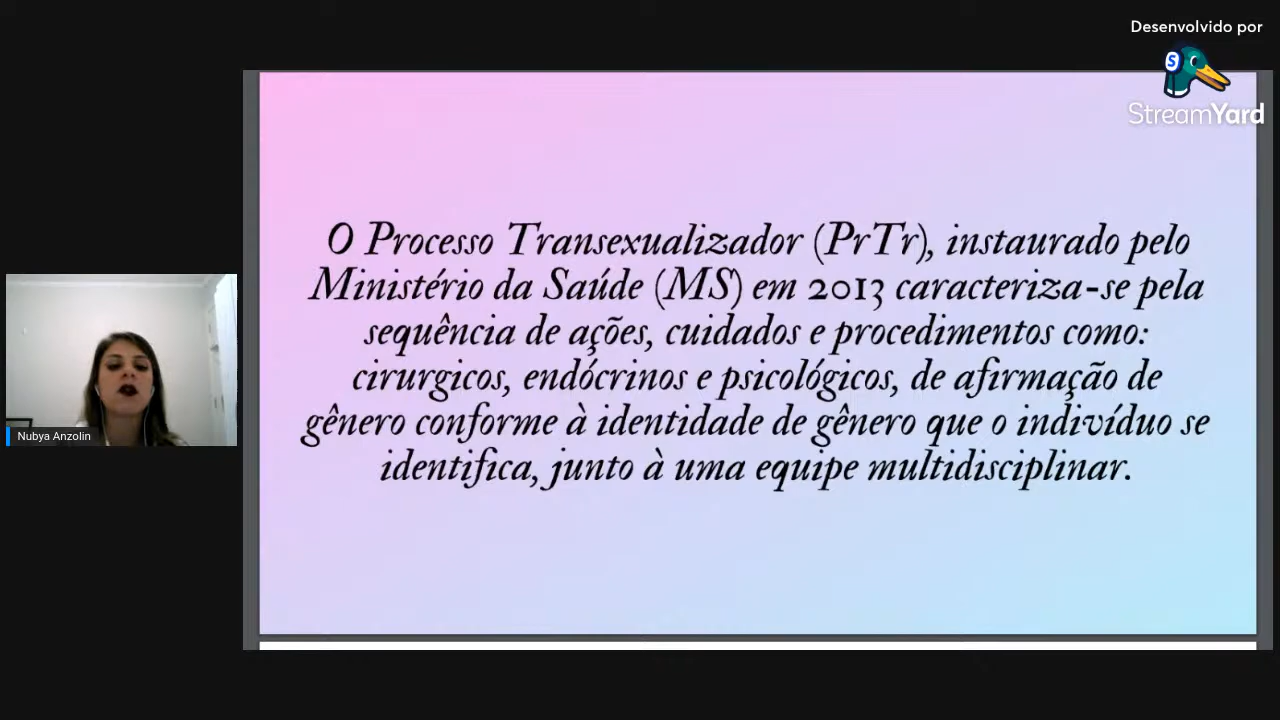 Desenvolvido por
StreamYard
O Processo Transexualizador (PrTr), instaurado pelo
Ministério da Saúde (MS) em 2013 caracteriza-se pela
sequência de ações, cuidados e procedimentos como:
cirurgicos, endócrinos e psicológicos, de afirmação de
gênero conforme à identidade de gênero que o indivíduo se
identifica, junto à uma equipe multidisciplinar.
Nubya Anzolin